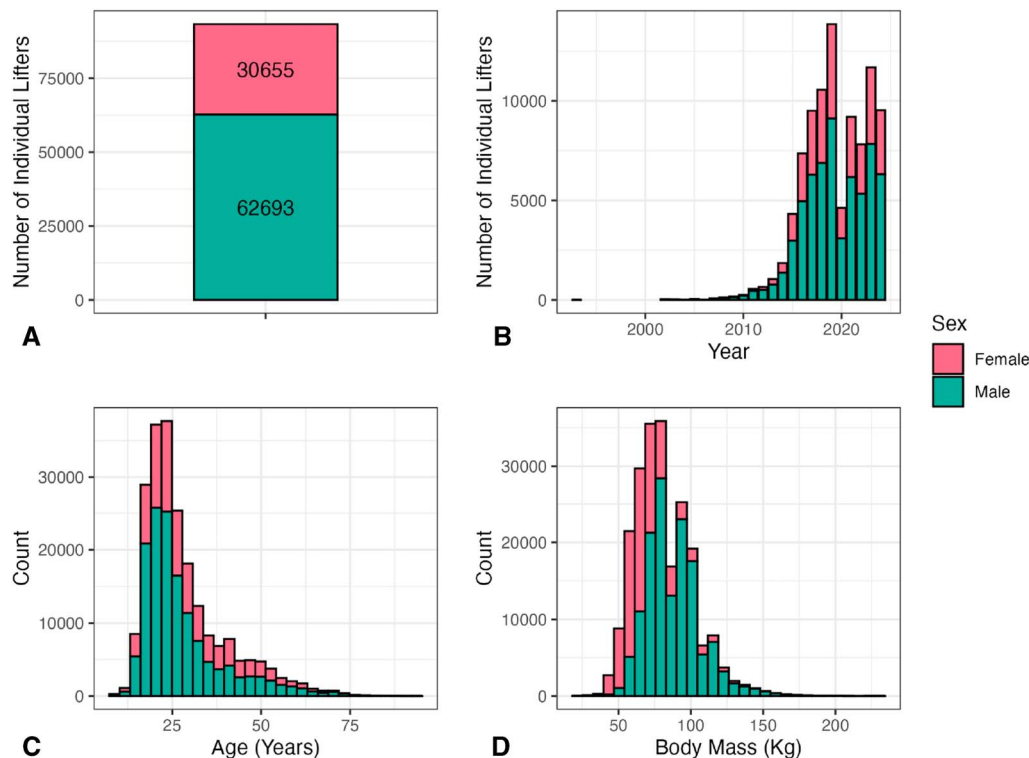 Number of Individual Lifters
75000
50000
25000
0
30655
62693
A
Number of Individual Lifters
10000
5000
0
2000
2010
2020
Year
B
Sex
Female
Male
Count
30000
20000
10000
0
25
50
75
Age (Years)
C
Count
30000
20000
10000
0
50
100
150
200
Body Mass (Kg)
D